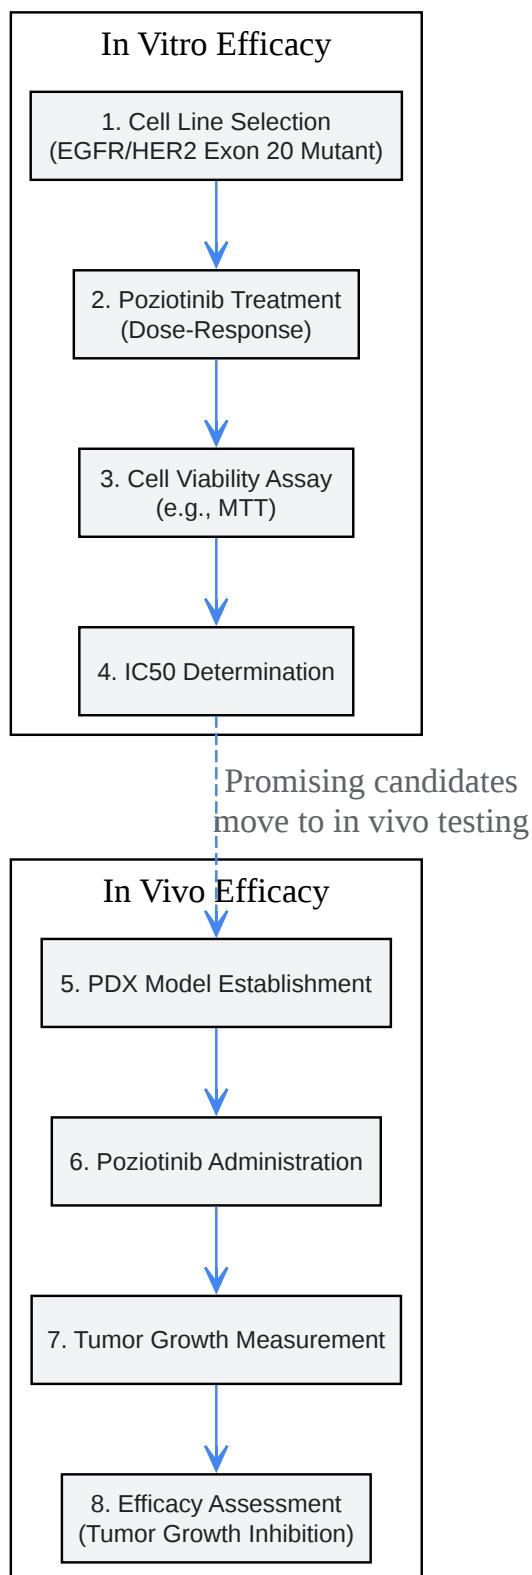 In Vitro Efficacy
1. Cell Line Selection
(EGFR/HER2 Exon 20 Mutant)
2. Poziotinib Treatment
(Dose-Response)
3. Cell Viability Assay
(e.g., MTT)
4. IC50 Determination
Promising candidates
move to in vivo testing
In Vivo Efficacy
5. PDX Model Establishment
6. Poziotinib Administration
7. Tumor Growth Measurement
8. Efficacy Assessment
(Tumor Growth Inhibition)